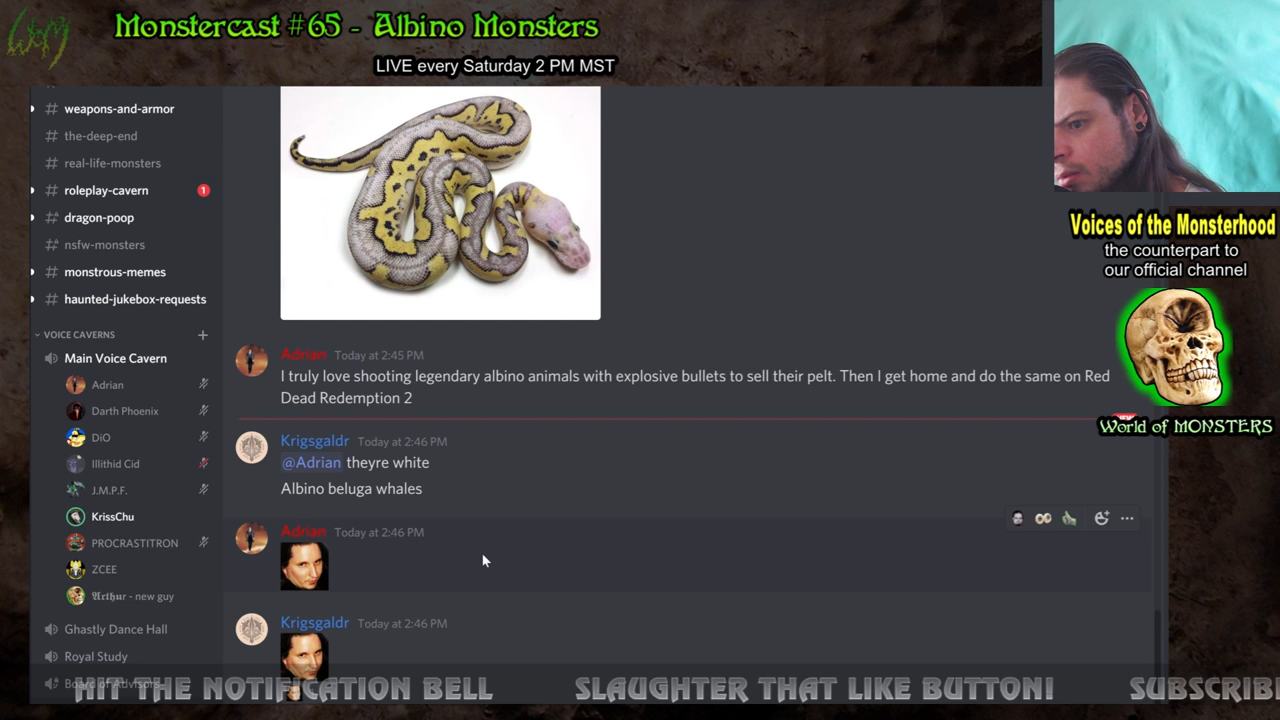 Monstercast #65 - Albino Monsters
LIVE every Saturday 2 PM MST
# weapons-and-armor
# the-deep-end
# real-life-monsters
# roleplay-cavern 1
# dragon-poop
# nsfw-monsters
# monstrous-memes
# haunted-jukebox-requests
VOICE CAVERNS +
Main Voice Cavern
Adrian
Darth Phoenix
DiO
Illithid Cid
J.M.P.F.
KrissChu
PROCRASTITRON
ZCEE
𝕬𝖗𝖙𝖍𝖚𝖗 - new guy
Ghastly Dance Hall
Royal Study
Board of Advisors
Adrian Today at 2:45 PM
I truly love shooting legendary albino animals with explosive bullets to sell their pelt. Then I get home and do the same on Red
Dead Redemption 2
Krigsgaldr Today at 2:46 PM
@Adrian theyre white
Albino beluga whales
Adrian Today at 2:46 PM
Krigsgaldr Today at 2:46 PM
Voices of the Monsterhood
the counterpart to
our official channel
World of MONSTERS
HIT THE NOTIFICATION BELL SLAUGHTER THAT LIKE BUTTON!